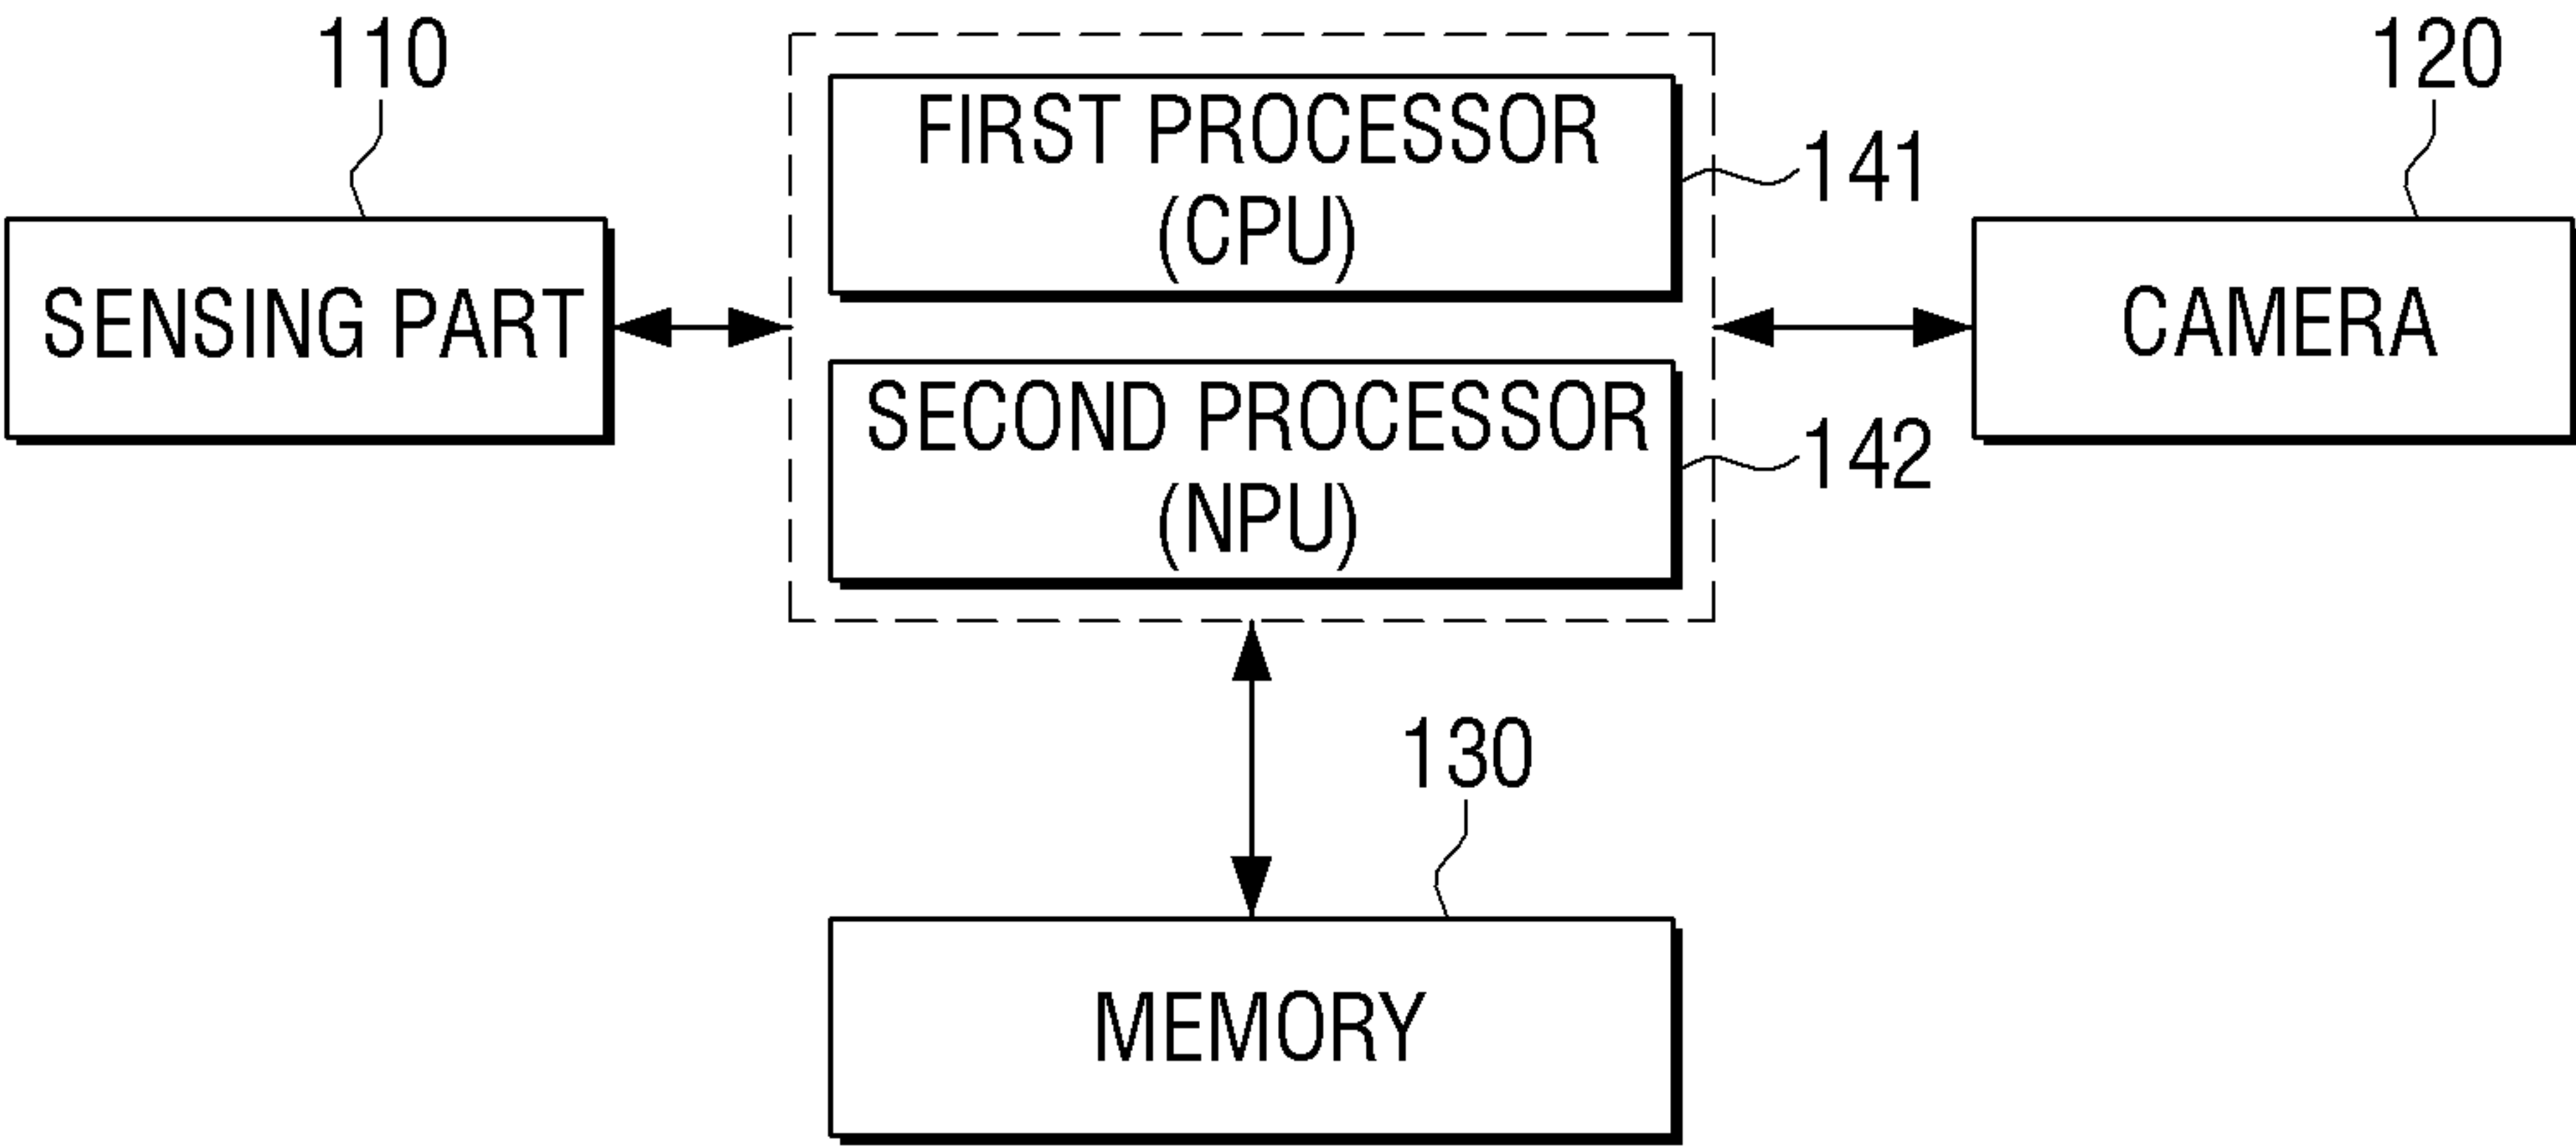 110
120
FIRST PROCESSOR
(CPU)
141
SENSING PART
CAMERA
SECOND PROCESSOR
(NPU)
142
130
MEMORY